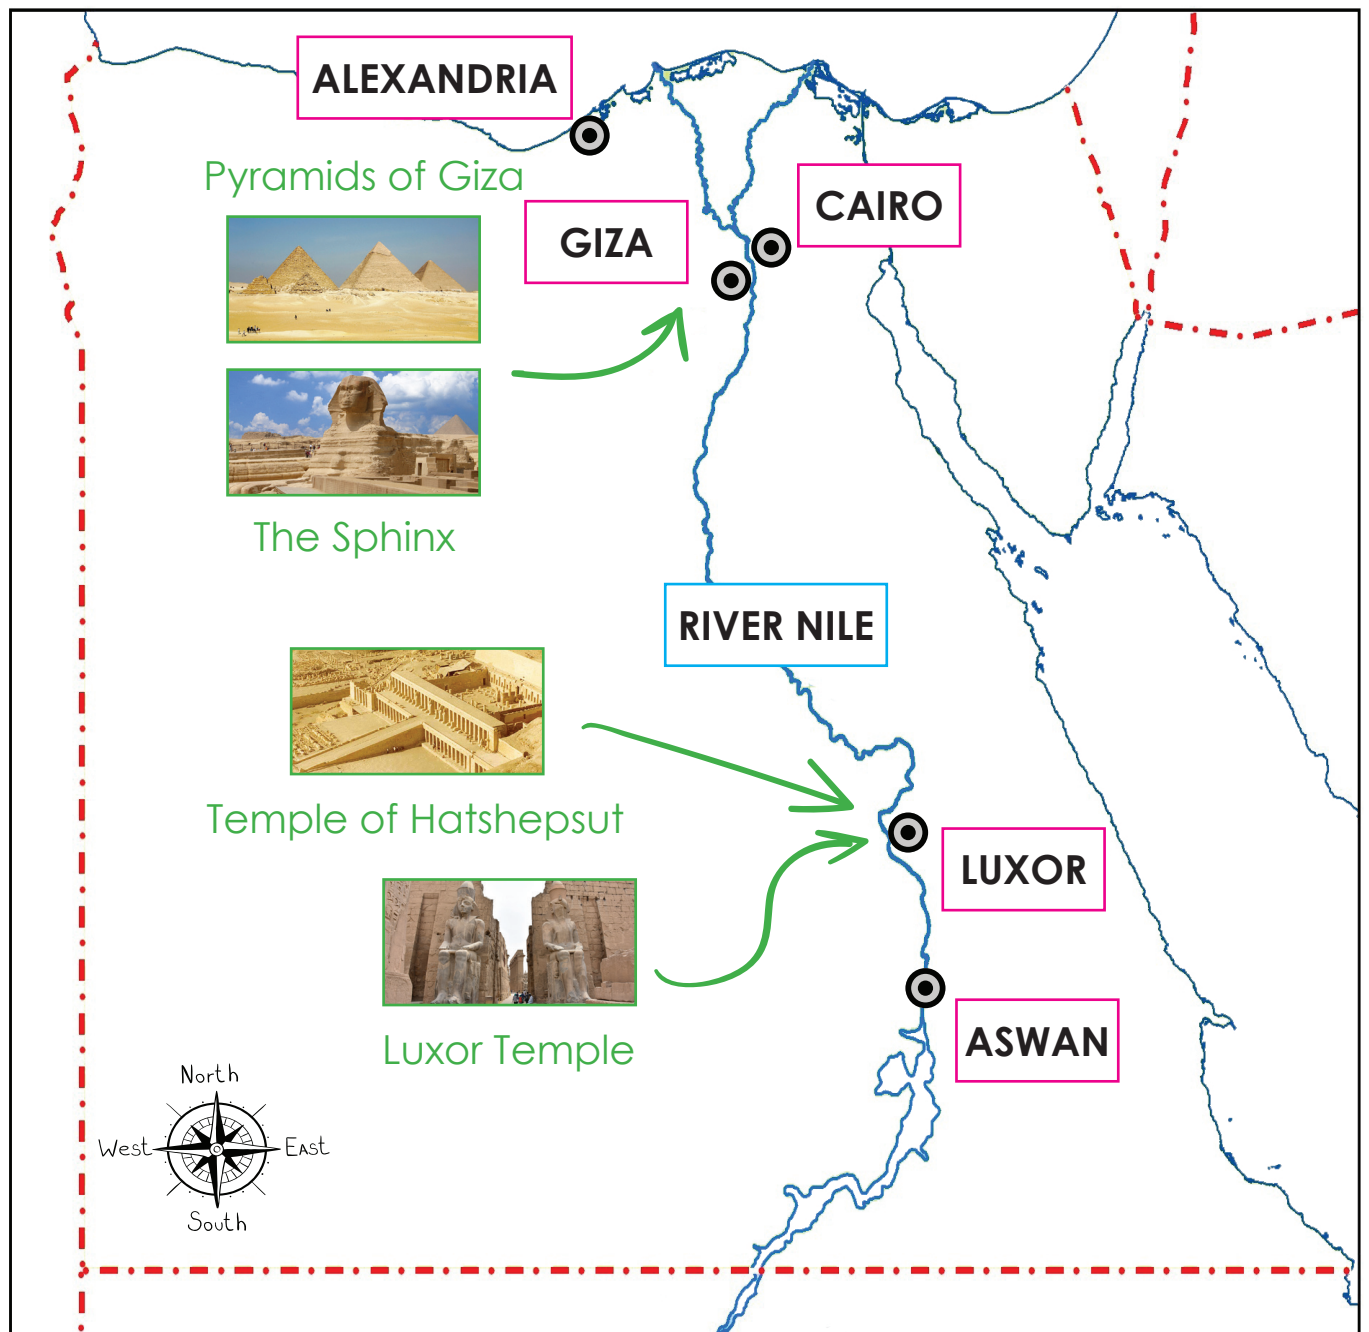 ALEXANDRIA
Pyramids of Giza
CAIRO
GIZA
The Sphinx
RIVER NILE
Temple of Hatshepsut
LUXOR
Luxor Temple
ASWAN
North
West
East
South